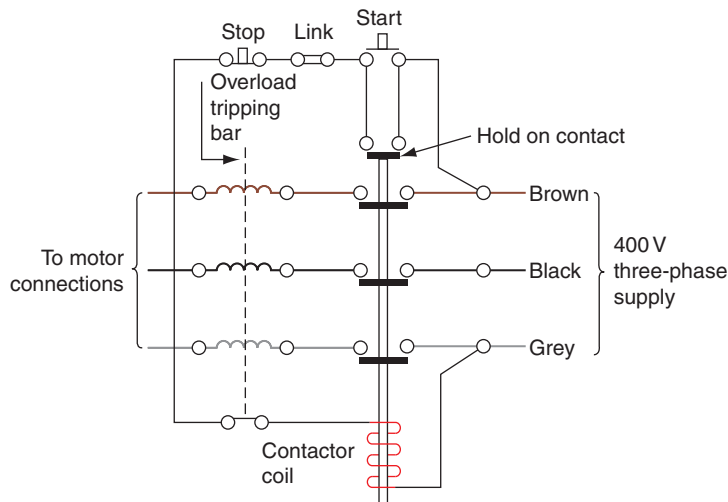 Start
Stop
Link
Overload
tripping
bar
Hold on contact
Brown
To motor
connections
Black
400 V
three-phase
supply
Grey
Contactor
coil